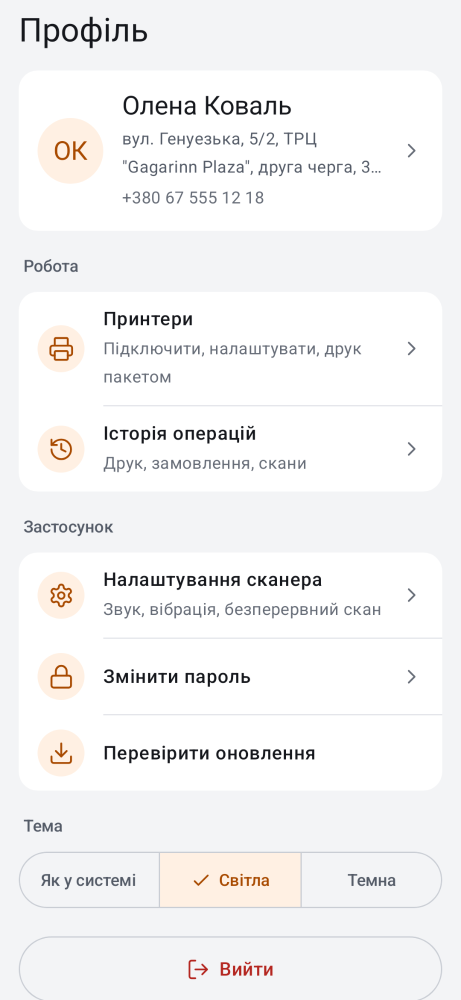 Профіль
Олена Коваль
ОК
вул. Генуезька, 5/2, ТРЦ
"Gagarinn Plaza", друга черга, 3...
+380 67 555 12 18
Робота
Принтери
Підключити, налаштувати, друк
пакетом
Історія операцій
Друк, замовлення, скани
Застосунок
Налаштування сканера
Звук, вібрація, безперервний скан
Змінити пароль
Перевірити оновлення
Тема
Як у системі
Світла
Темна
Вийти